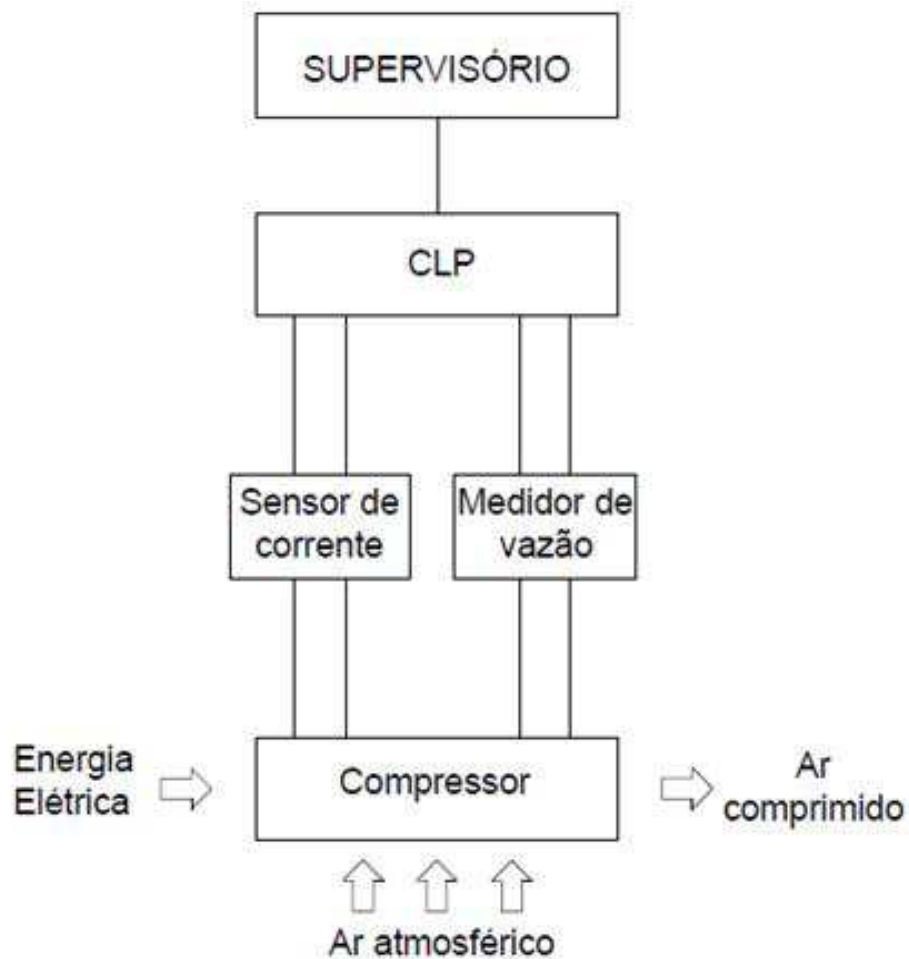 SUPERVISÓRIO
CLP
Sensor de
corrente
Medidor de
vazão
Energia
Elétrica
Compressor
Ar
comprimido
Ar atmosférico